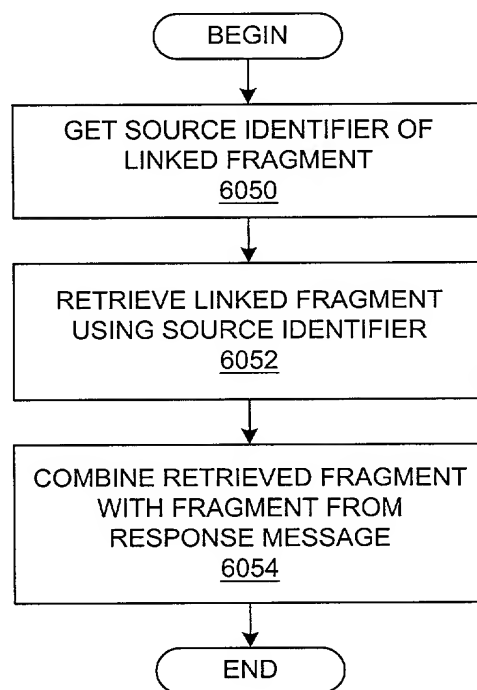 BEGIN
GET SOURCE IDENTIFIER OF
LINKED FRAGMENT
6050
RETRIEVE LINKED FRAGMENT
USING SOURCE IDENTIFIER
6052
COMBINE RETRIEVED FRAGMENT
WITH FRAGMENT FROM
RESPONSE MESSAGE
6054
END